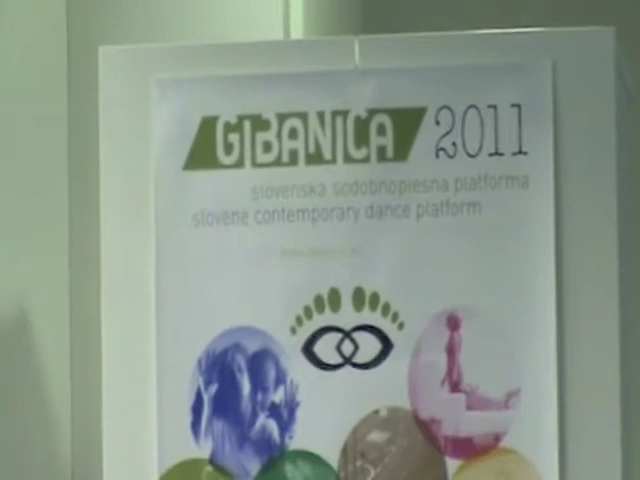 GIBANICA 2011
slovenska sodobnoplesna platforma
slovene contemporary dance platform